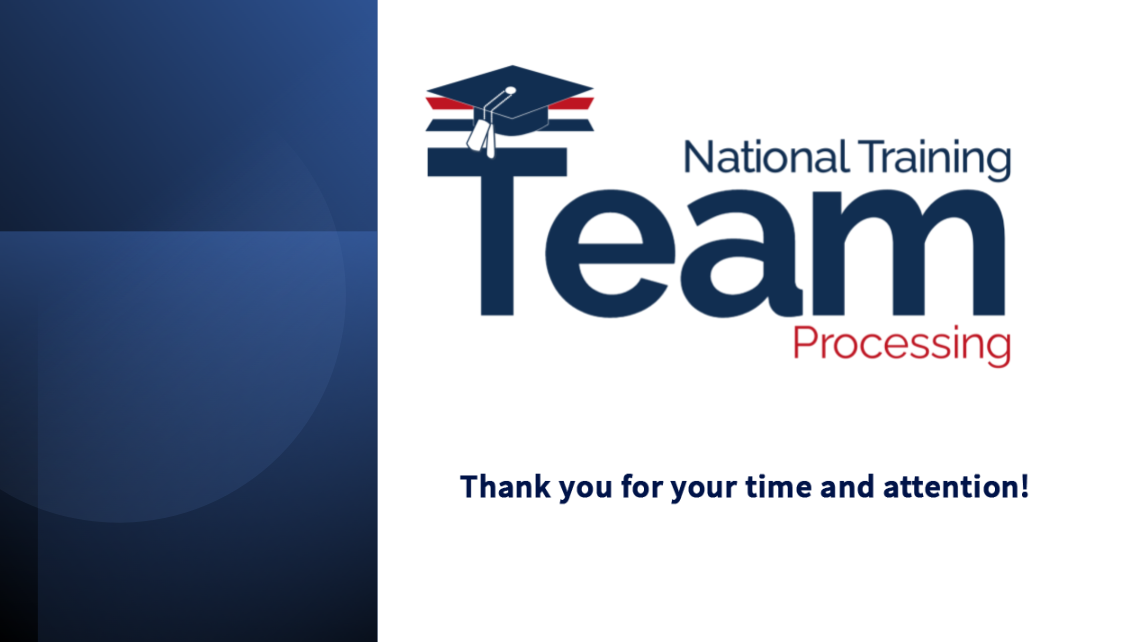 National Training
Team
Processing
Thank you for your time and attention!